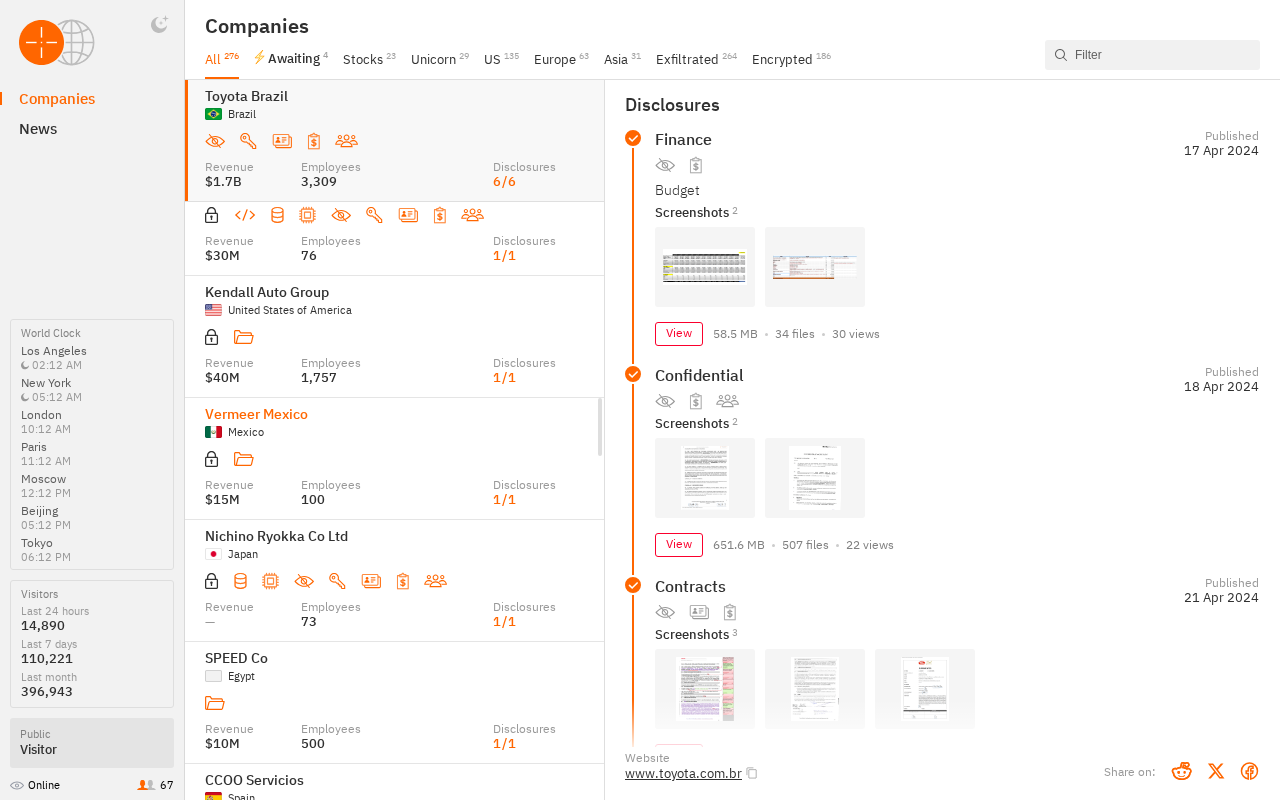 Companies
News
World Clock
Los Angeles
02:12 AM
New York
05:12 AM
London
10:12 AM
Paris
11:12 AM
Moscow
12:12 PM
Beijing
05:12 PM
Tokyo
06:12 PM
Visitors
Last 24 hours
14,890
Last 7 days
110,221
Last month
396,943
Public
Visitor
Online 67
Companies
All 276 Awaiting 4 Stocks 23 Unicorn 29 US 135 Europe 63 Asia 31 Exfiltrated 264 Encrypted 186
Filter
Toyota Brazil
Brazil
Revenue Employees Disclosures
$1.7B 3,309 6/6
Revenue Employees Disclosures
$30M 76 1/1
Kendall Auto Group
United States of America
Revenue Employees Disclosures
$40M 1,757 1/1
Vermeer Mexico
Mexico
Revenue Employees Disclosures
$15M 100 1/1
Nichino Ryokka Co Ltd
Japan
Revenue Employees Disclosures
— 73 1/1
SPEED Co
Egypt
Revenue Employees Disclosures
$10M 500 1/1
CCOO Servicios
Spain
Disclosures
Finance
Published
17 Apr 2024
Budget
Screenshots 2
View 58.5 MB • 34 files • 30 views
Confidential
Published
18 Apr 2024
Screenshots 2
View 651.6 MB • 507 files • 22 views
Contracts
Published
21 Apr 2024
Screenshots 3
Website
www.toyota.com.br
Share on: